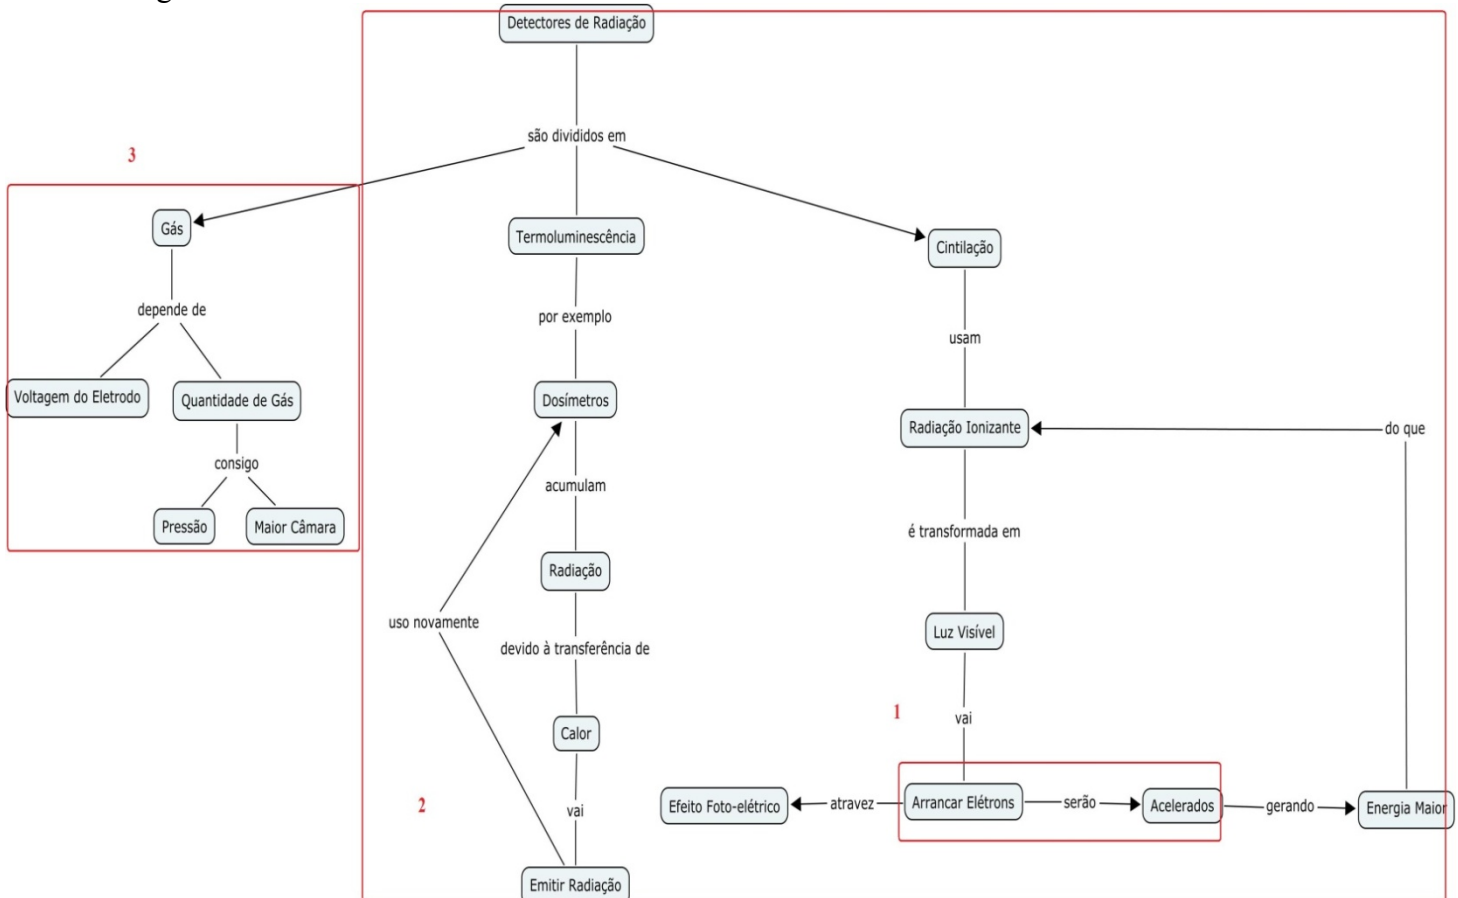 Detectores de Radiação
são divididos em
3
Gás
Termoluminescência
Cintilação
depende de
por exemplo
usam
Voltagem do Eletrodo
Quantidade de Gás
Dosímetros
Radiação Ionizante
do que
consigo
acumulam
Pressão
Maior Câmara
é transformada em
Radiação
uso novamente
devido à transferência de
Luz Visível
1
vai
Calor
2
vai
Efeito Foto-elétrico
atravez
Arrancar Elétrons
serão
Acelerados
gerando
Energia Maior
Emitir Radiação